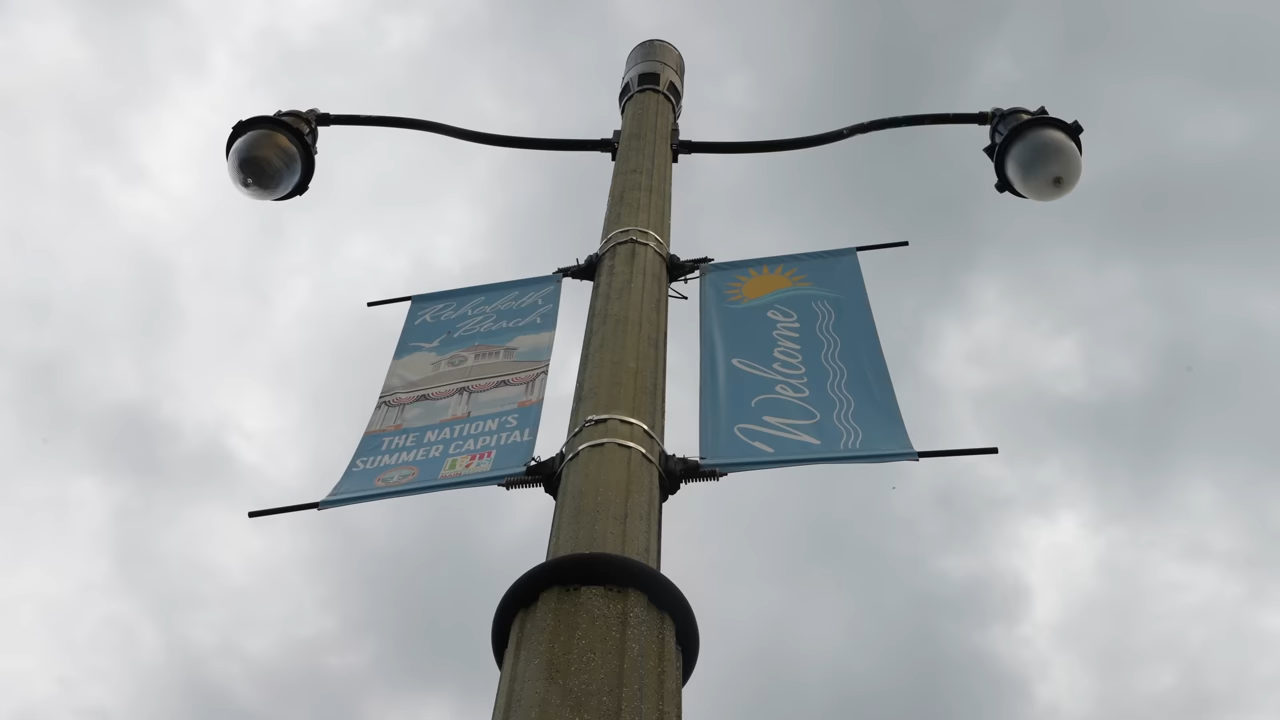 Rehoboth
Beach
THE NATION'S
SUMMER CAPITAL
Welcome